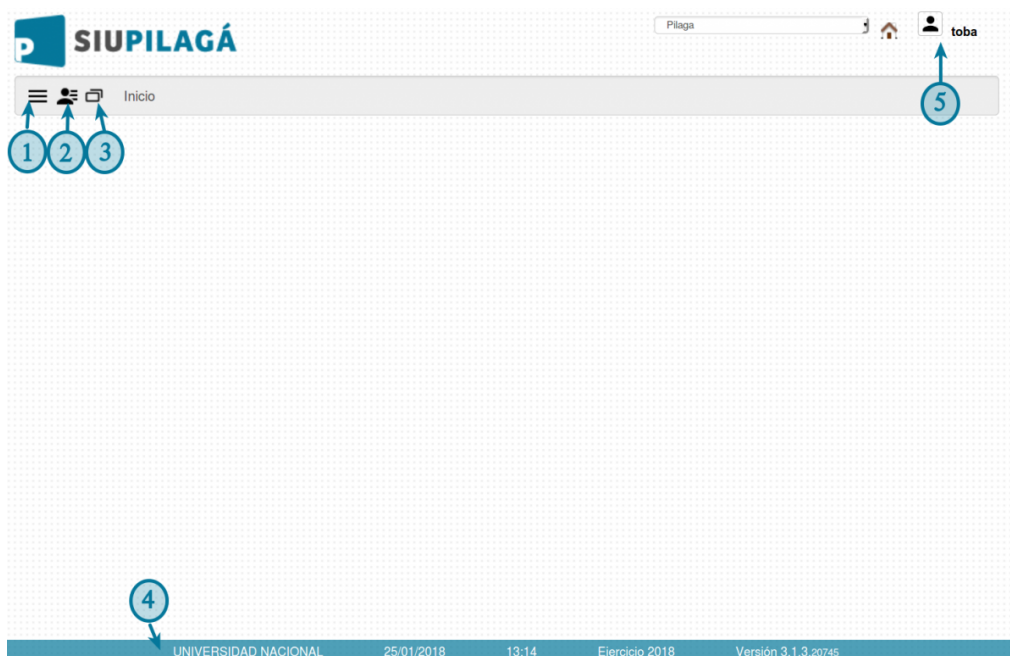 p SIUPILAGÁ
Pilaga
toba
Inicio
5
1 2 3
4
UNIVERSIDAD NACIONAL 25/01/2018 13:14 Ejercicio 2018 Versión 3.1.3.20745